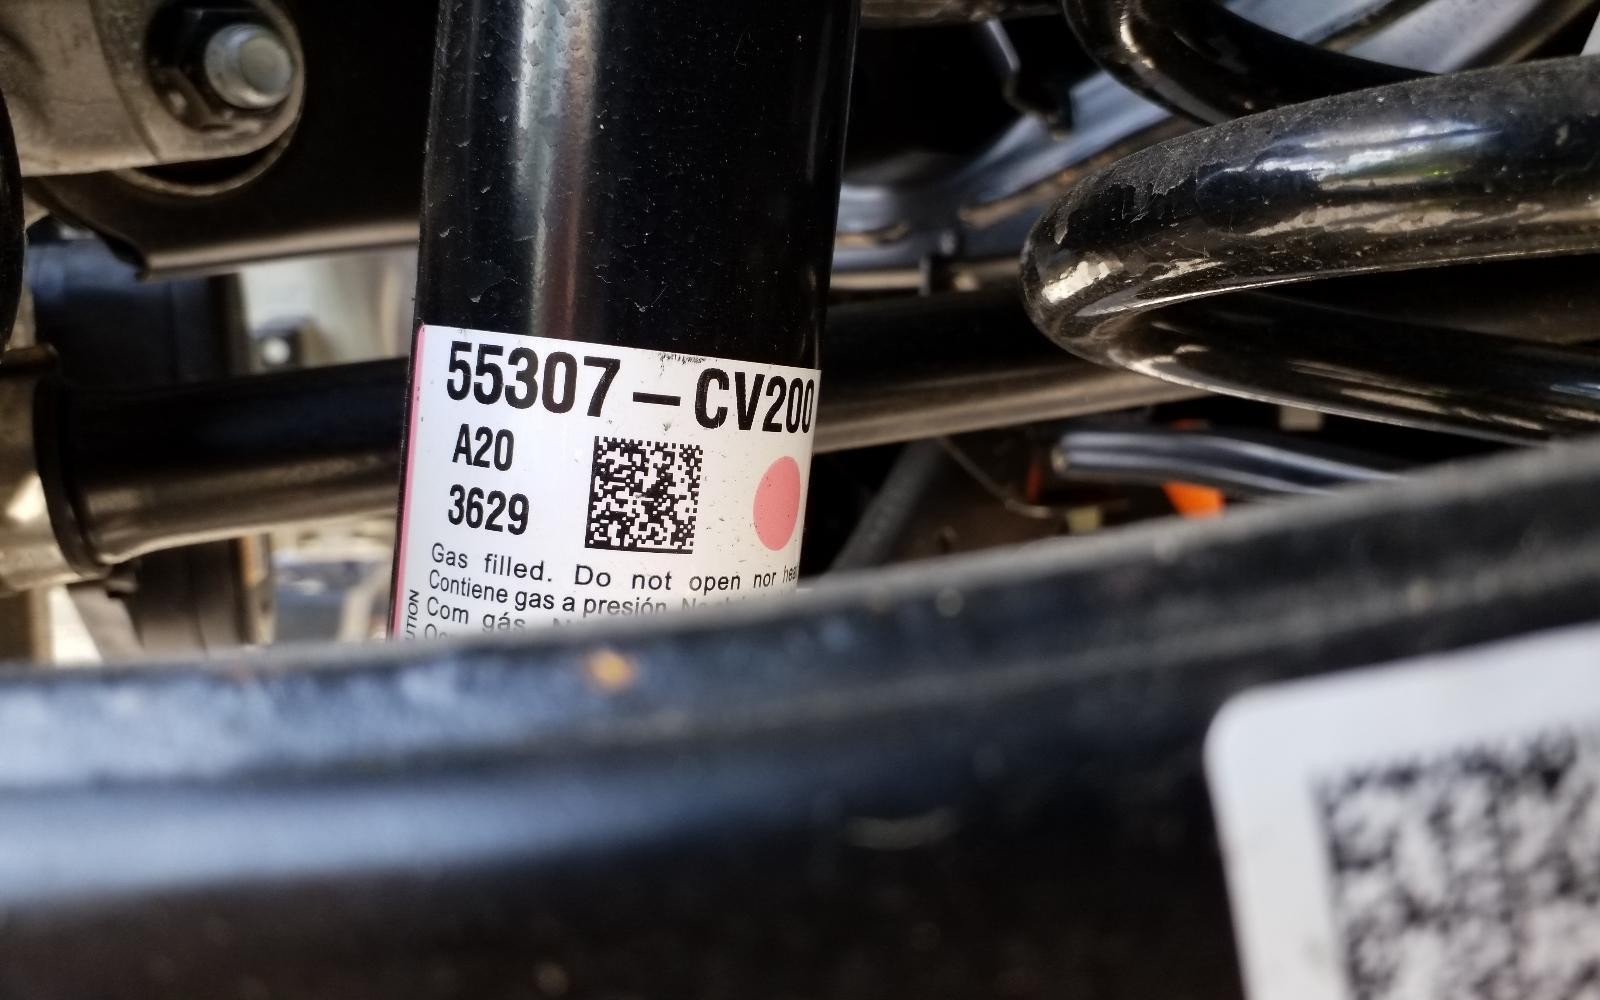 55307-CV200
A20
3629
Gas filled. Do not open nor
Contiene gas a presión.
Com gás.